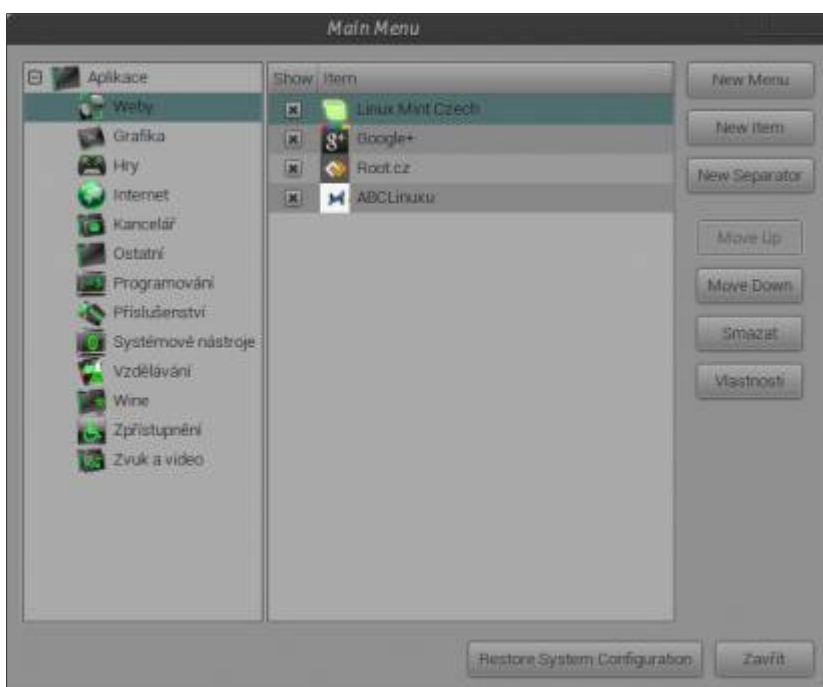 Main Menu
Aplikace
Weby
Grafika
Hry
Internet
Kancelář
Ostatní
Programování
Příslušenství
Systémové nástroje
Vzdělávání
Wine
Zpřístupnění
Zvuk a video
Show Item
Linux Mint Czech
Google+
Root.cz
ABCLinuxu
New Menu
New Item
New Separator
Move Up
Move Down
Smazat
Vlastnosti
Restore System Configuration
Zavřít